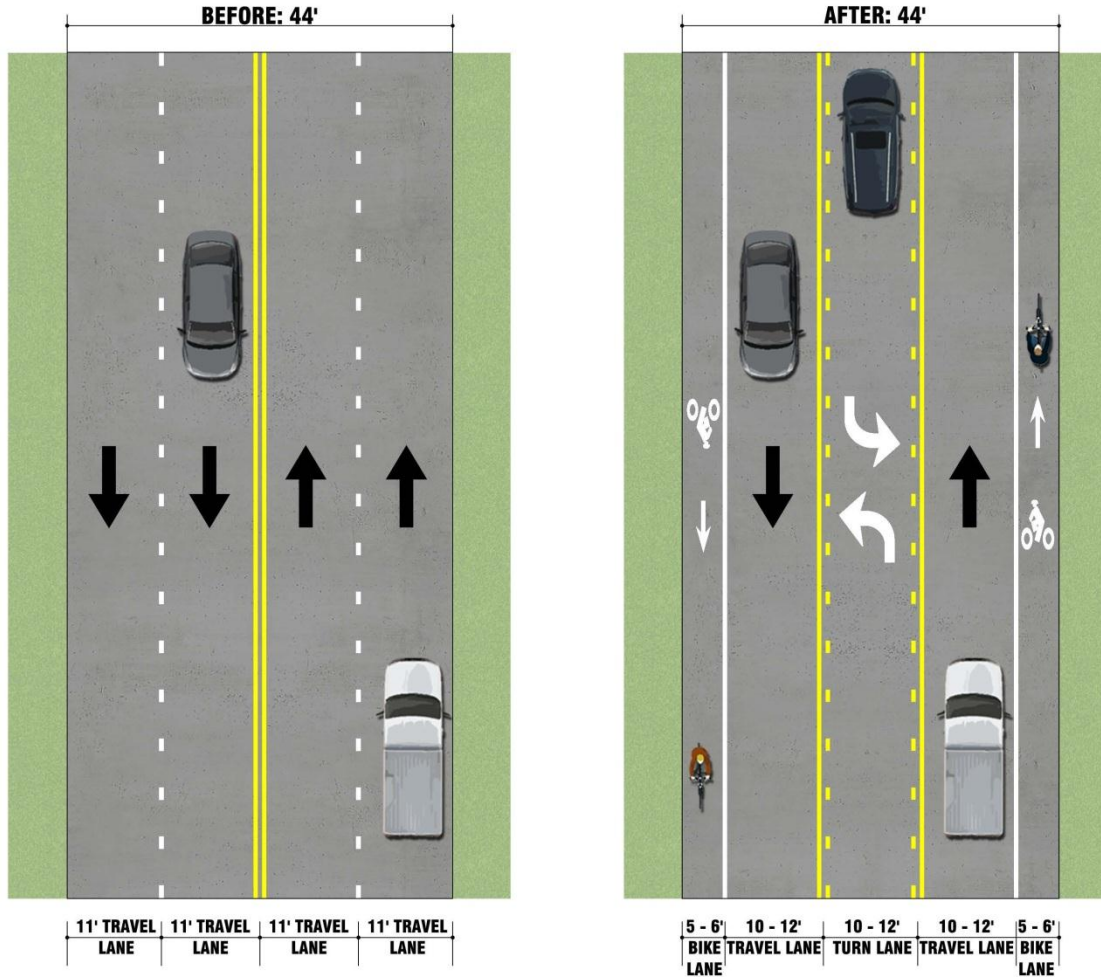 BEFORE: 44'
AFTER: 44'
11' TRAVEL LANE
11' TRAVEL LANE
11' TRAVEL LANE
11' TRAVEL LANE
5 - 6' BIKE LANE
10 - 12' TRAVEL LANE
10 - 12' TURN LANE
10 - 12' TRAVEL LANE
5 - 6' BIKE LANE